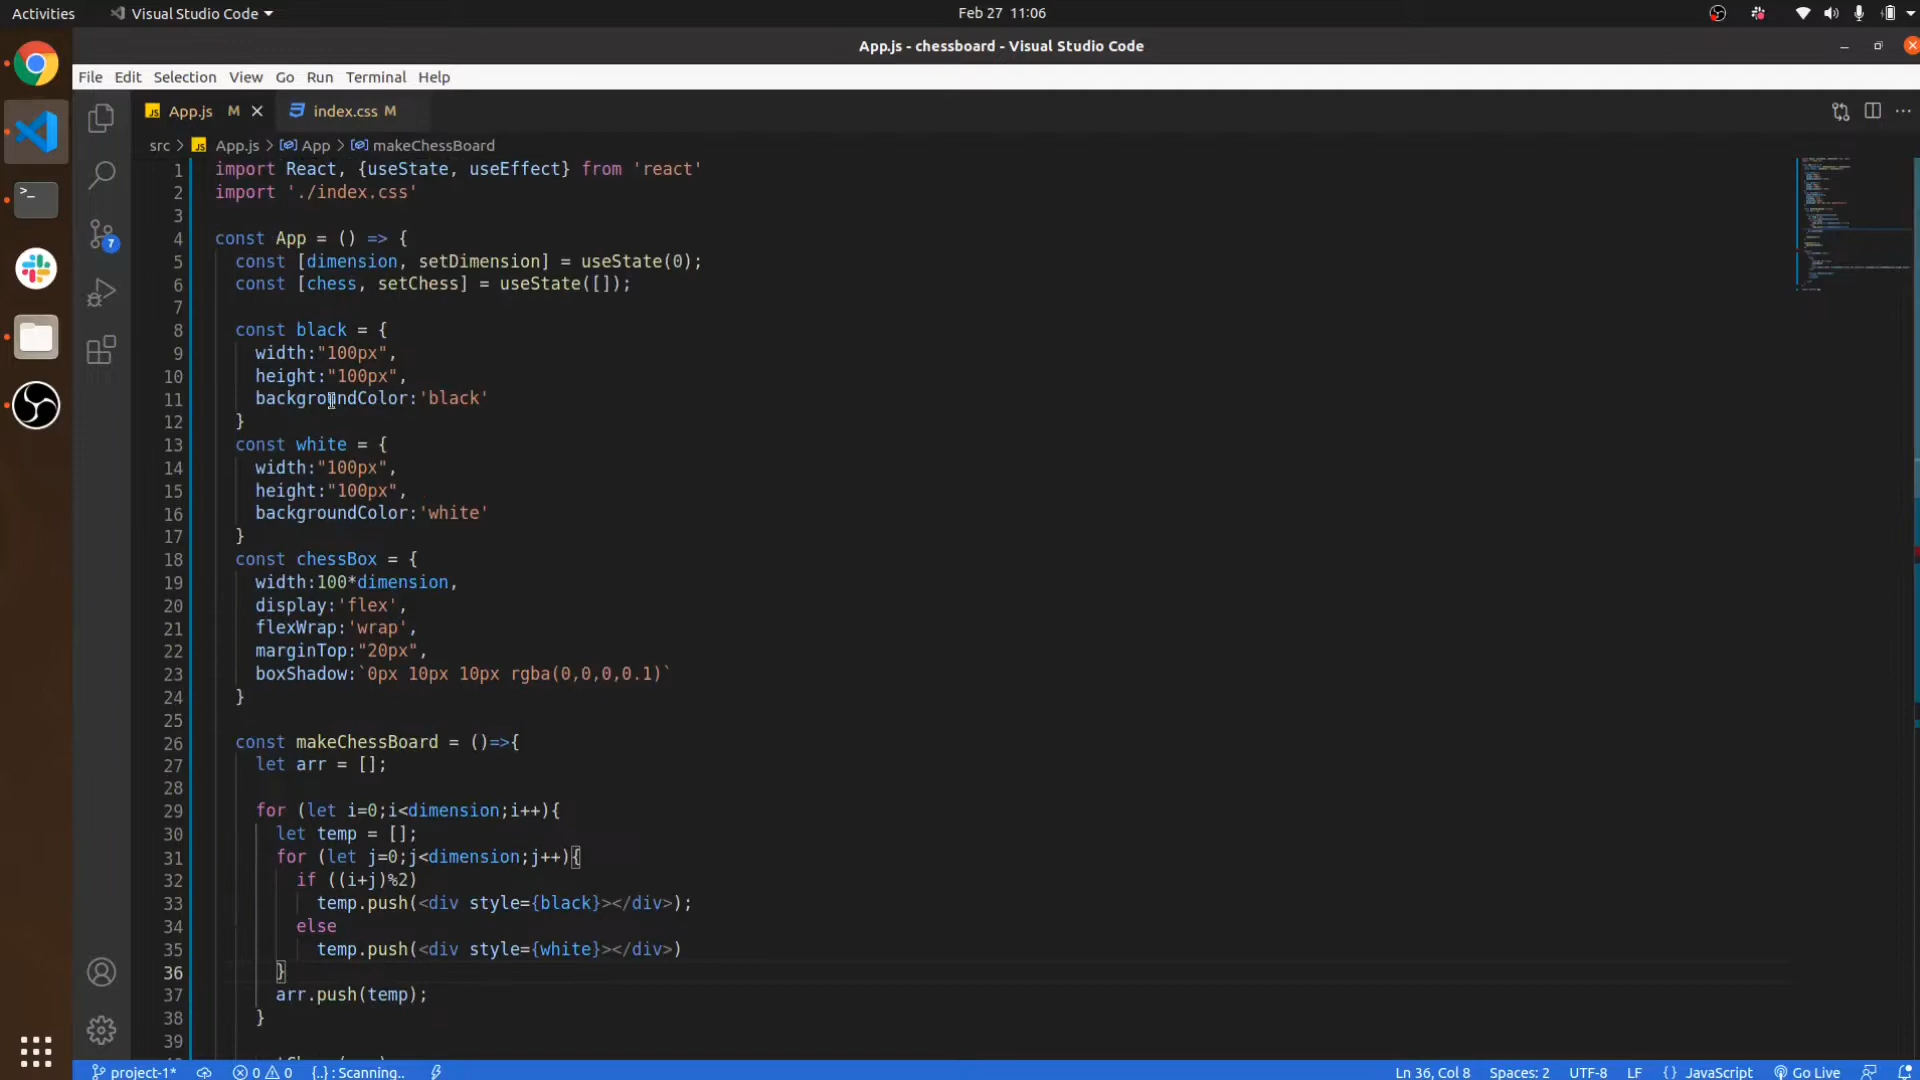 Activities
Visual Studio Code
Feb 27 11:06
App.js - chessboard - Visual Studio Code
File Edit Selection View Go Run Terminal Help
JS App.js M
index.css M
src > JS App.js > App > makeChessBoard
1 import React, {useState, useEffect} from 'react'
2 import './index.css'
3
4 const App = () => {
5 const [dimension, setDimension] = useState(0);
6 const [chess, setChess] = useState([]);
7
8 const black = {
9 width:"100px",
10 height:"100px",
11 backgroundColor:'black'
12 }
13 const white = {
14 width:"100px",
15 height:"100px",
16 backgroundColor:'white'
17 }
18 const chessBox = {
19 width:100*dimension,
20 display:'flex',
21 flexWrap:'wrap',
22 marginTop:"20px",
23 boxShadow:`0px 10px 10px rgba(0,0,0,0.1)`
24 }
25
26 const makeChessBoard = ()=>{
27 let arr = [];
28
29 for (let i=0;i<dimension;i++){
30 let temp = [];
31 for (let j=0;j<dimension;j++){
32 if ((i+j)%2)
33 temp.push(<div style={black}></div>);
34 else
35 temp.push(<div style={white}></div>)
36 }
37 arr.push(temp);
38 }
39
7
project-1*
0 0
{..} : Scanning..
Ln 36, Col 8
Spaces: 2
UTF-8
LF
{ } JavaScript
Go Live